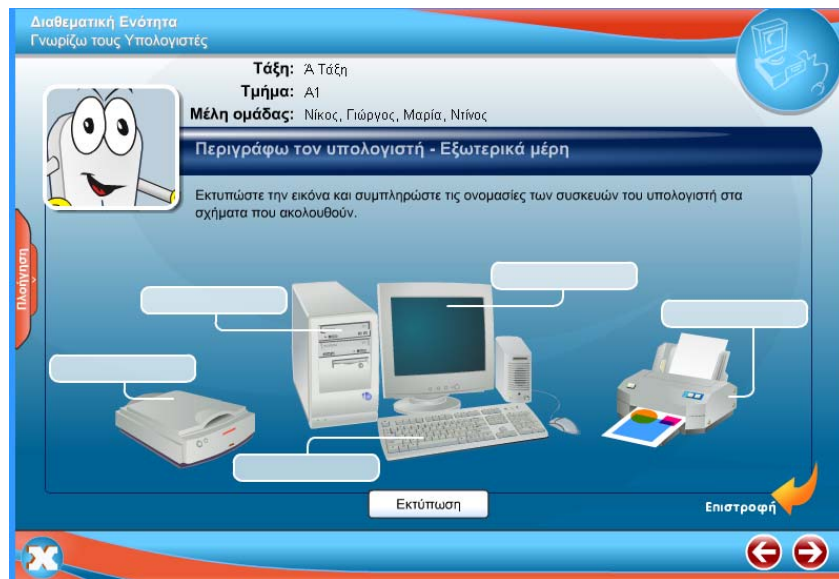 Διαθεματική Ενότητα
Γνωρίζω τους Υπολογιστές
Τάξη: Ά Τάξη
Τμήμα: Α1
Μέλη ομάδας: Νίκος, Γιώργος, Μαρία, Ντίνος
Περιγράφω τον υπολογιστή - Εξωτερικά μέρη
Εκτυπώστε την εικόνα και συμπληρώστε τις ονομασίες των συσκευών του υπολογιστή στα
σχήματα που ακολουθούν.
Πλοήγηση
Εκτύπωση
Επιστροφή